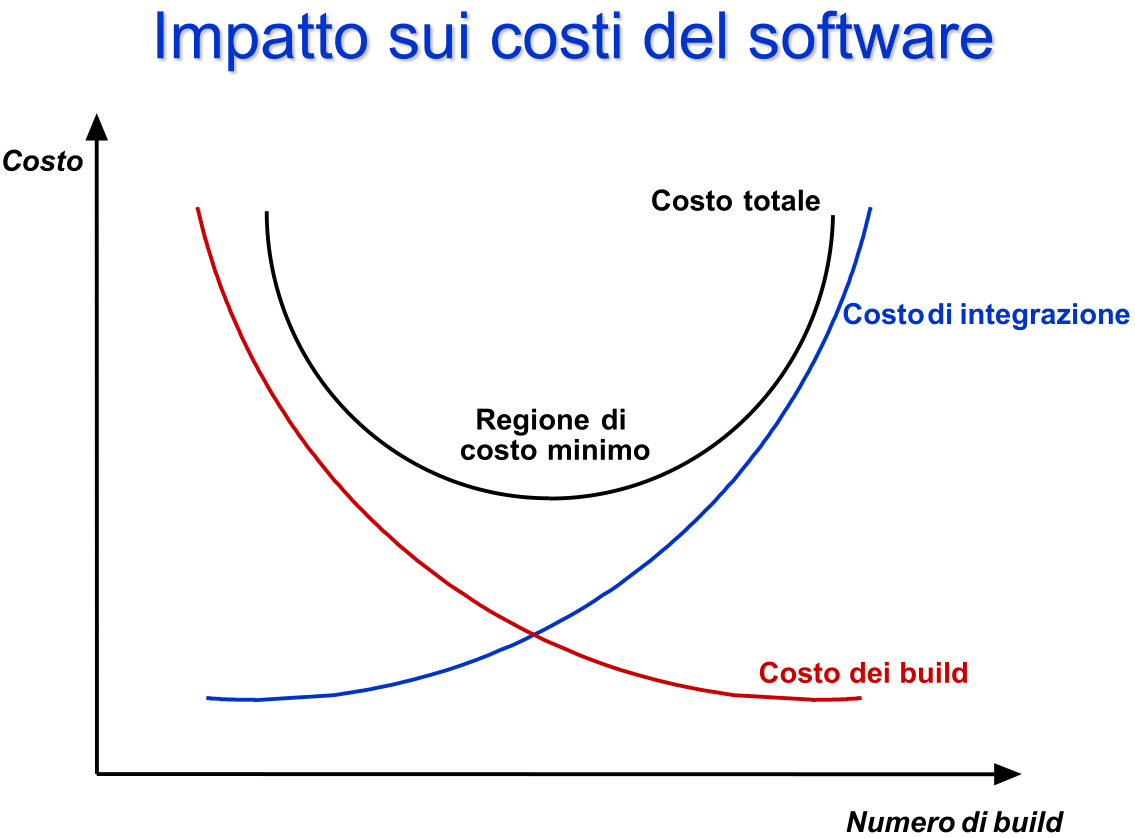 Impatto sui costi del software
Costo
Costo totale
Costo di integrazione
Regione di
costo minimo
Costo dei build
Numero di build